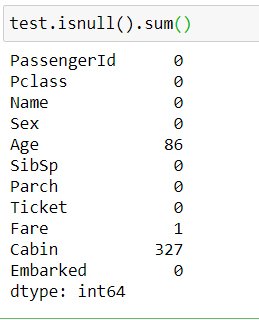 test.isnull().sum()
PassengerId 0
Pclass 0
Name 0
Sex 0
Age 86
SibSp 0
Parch 0
Ticket 0
Fare 1
Cabin 327
Embarked 0
dtype: int64